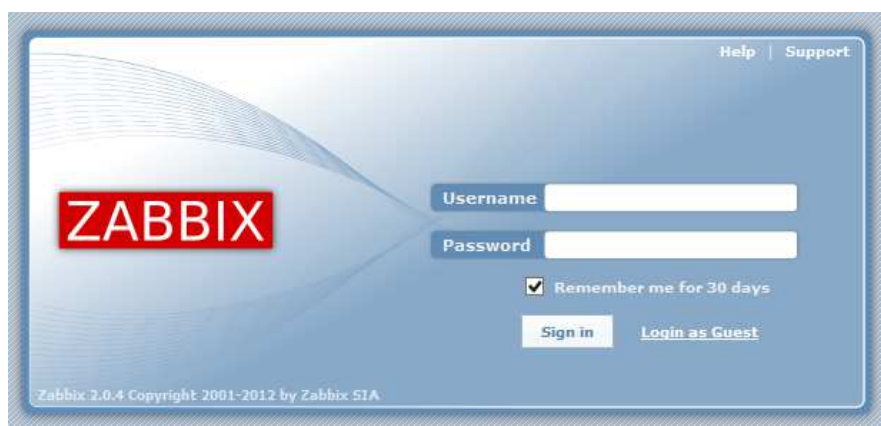 Help | Support
ZABBIX
Username
Password
Remember me for 30 days
Sign in Login as Guest
Zabbix 2.0.4 Copyright 2001-2012 by Zabbix SIA